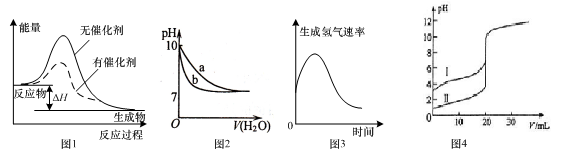 能量
无催化剂
有催化剂
反应物
ΔH
生成物
反应过程
图1
pH
10
a
b
7
O
V(H₂O)
图2
生成氢气速率
0
时间
图3
pH
12
10
8
6
4
2
0
I
II
10 20 30
V/mL
图4